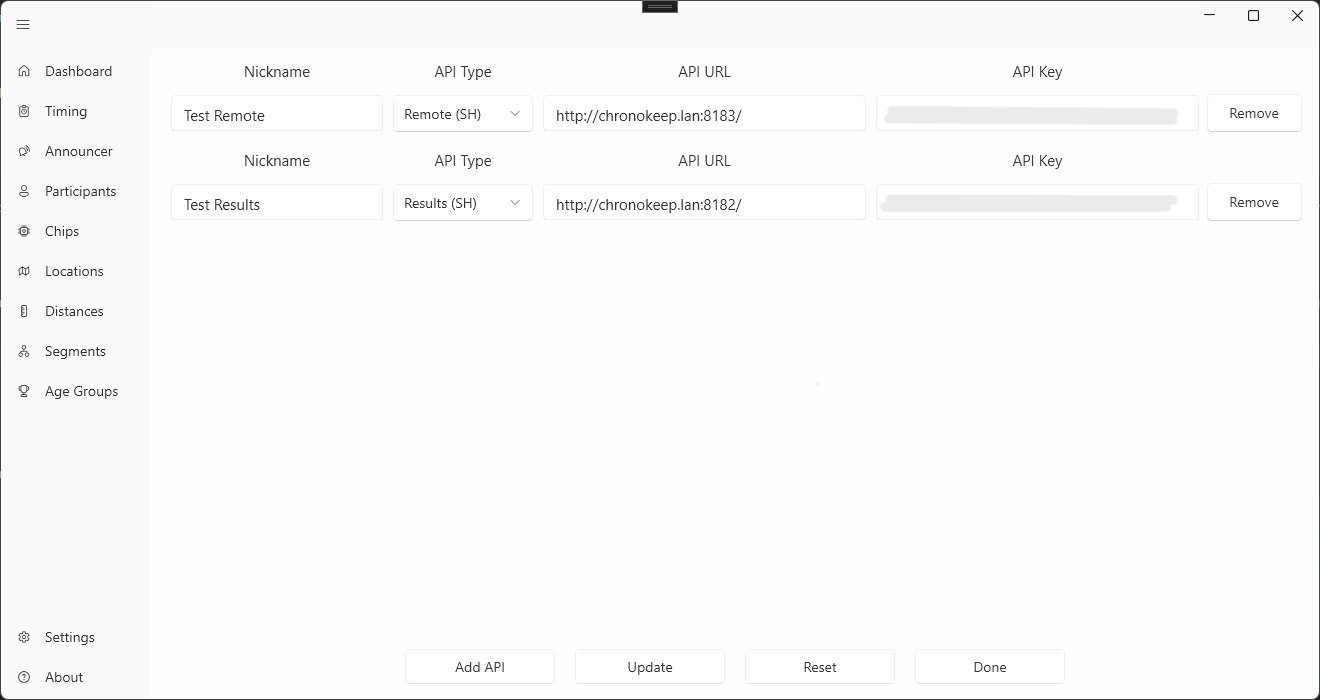 Dashboard
Timing
Announcer
Participants
Chips
Locations
Distances
Segments
Age Groups
Settings
About
Nickname API Type API URL API Key
Test Remote Remote (SH) http://chronokeep.lan:8183/ Remove
Nickname API Type API URL API Key
Test Results Results (SH) http://chronokeep.lan:8182/ Remove
Add API Update Reset Done